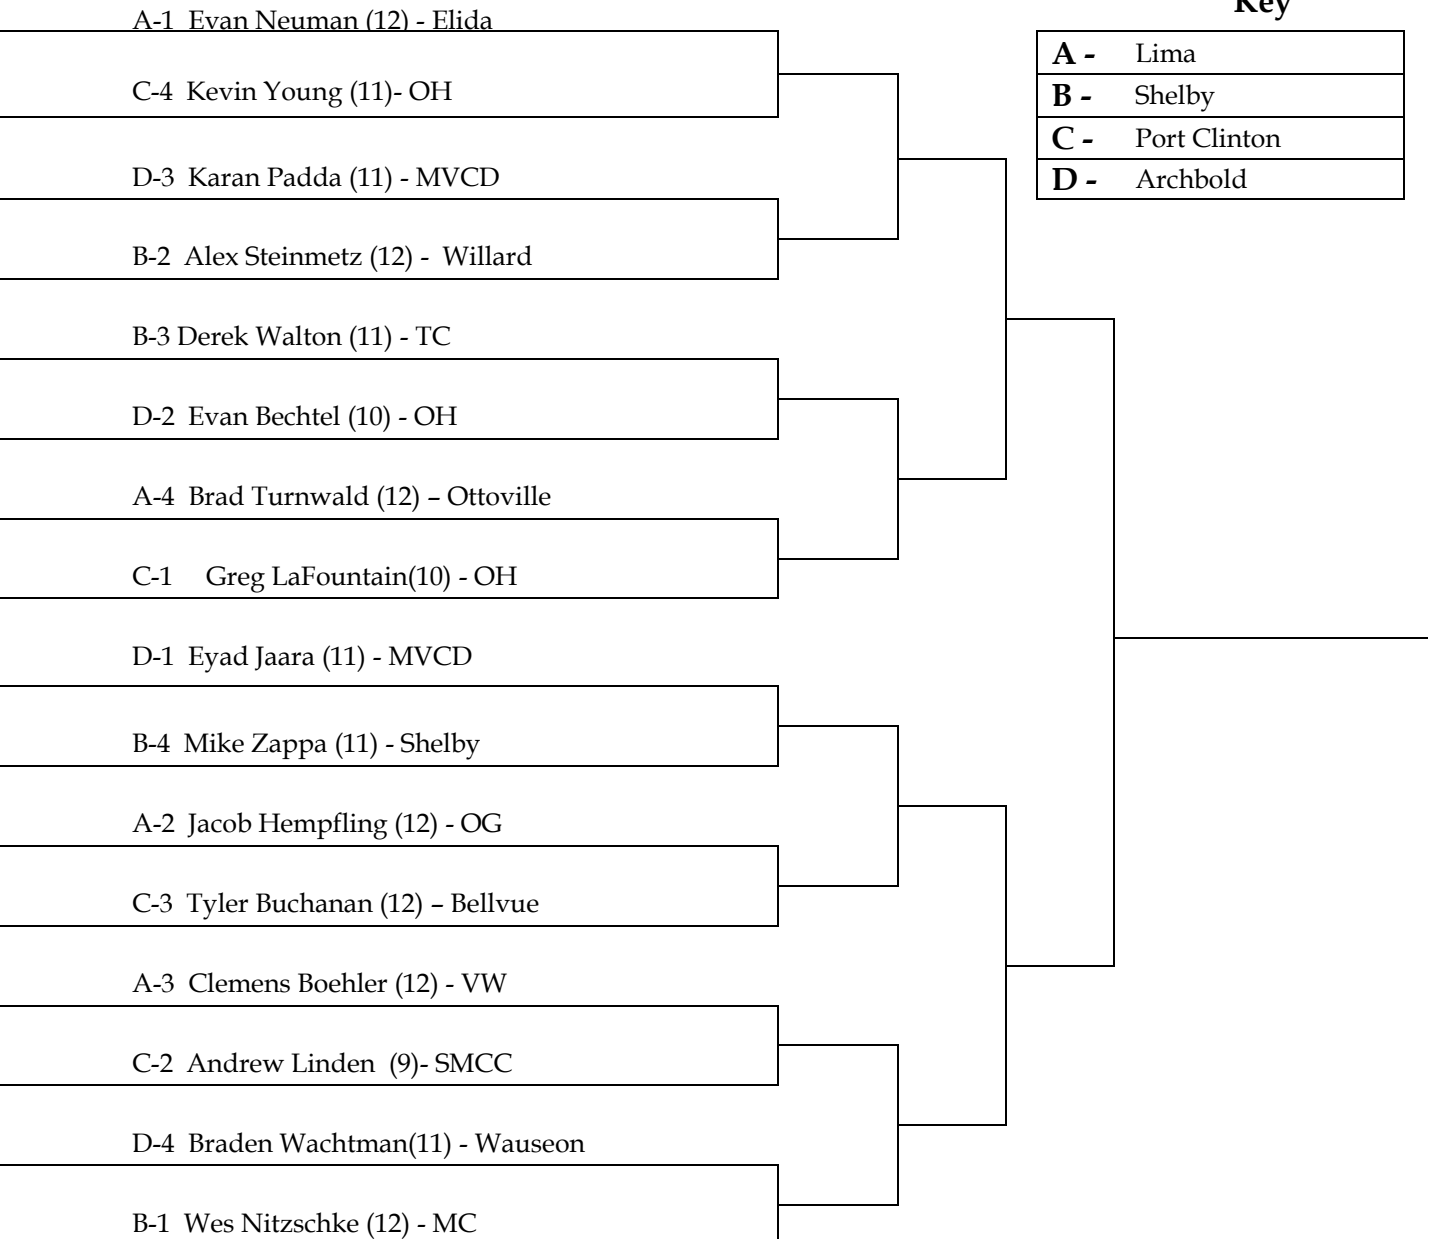 A-1 Evan Neuman (12) - Elida
C-4 Kevin Young (11)- OH
D-3 Karan Padda (11) - MVCD
B-2 Alex Steinmetz (12) - Willard
B-3 Derek Walton (11) - TC
D-2 Evan Bechtel (10) - OH
A-4 Brad Turnwald (12) – Ottoville
C-1 Greg LaFountain(10) - OH
D-1 Eyad Jaara (11) - MVCD
B-4 Mike Zappa (11) - Shelby
A-2 Jacob Hempfling (12) - OG
C-3 Tyler Buchanan (12) – Bellvue
A-3 Clemens Boehler (12) - VW
C-2 Andrew Linden (9)- SMCC
D-4 Braden Wachtman(11) - Wauseon
B-1 Wes Nitzschke (12) - MC
Key
A - Lima
B - Shelby
C - Port Clinton
D - Archbold